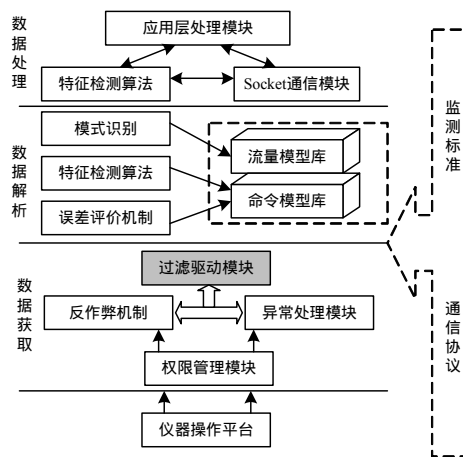 数据处理
应用层处理模块
特征检测算法
Socket通信模块
数据解析
模式识别
特征检测算法
误差评价机制
流量模型库
命令模型库
监测标准
数据获取
过滤驱动模块
反作弊机制
异常处理模块
权限管理模块
仪器操作平台
通信协议